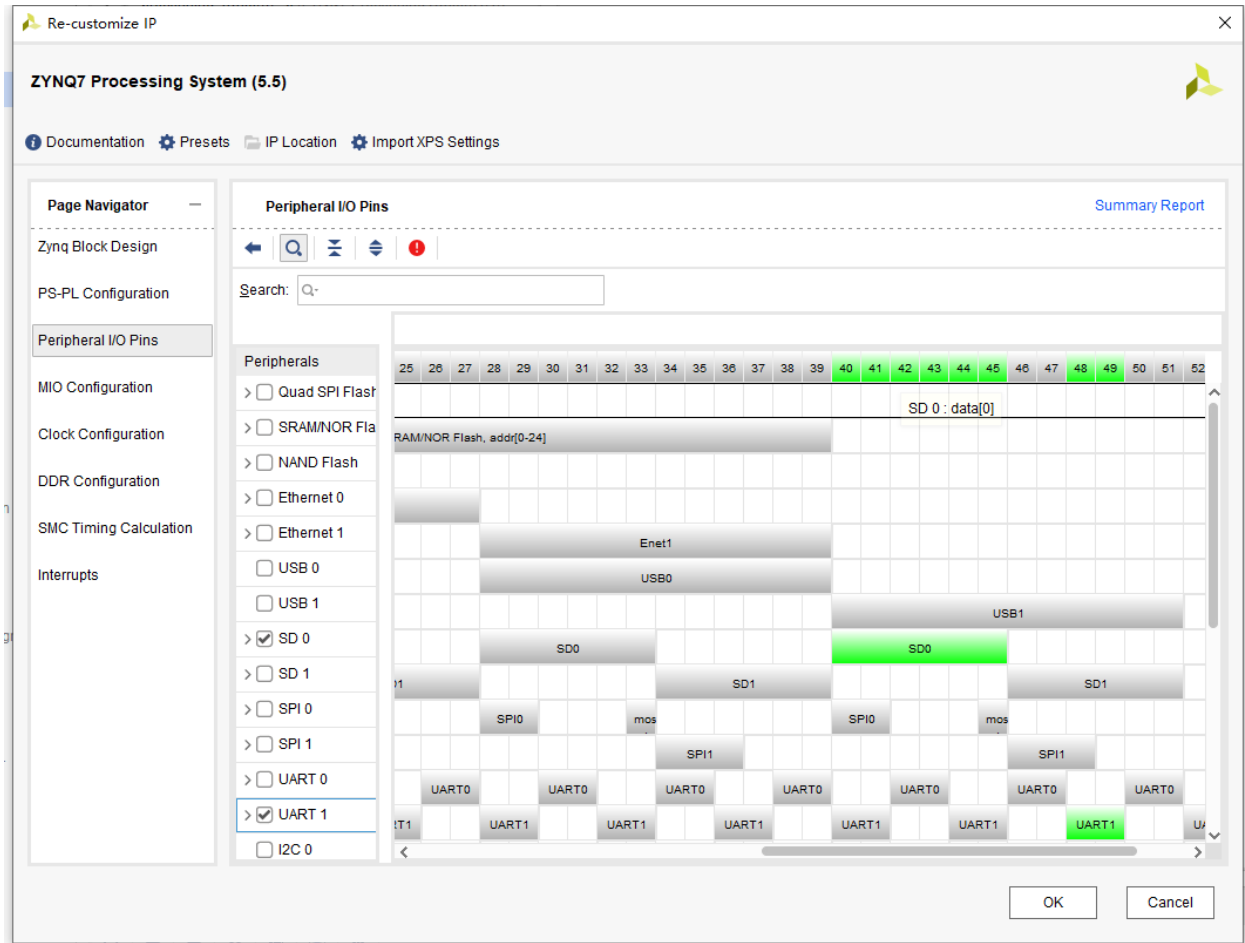 Re-customize IP
ZYNQ7 Processing System (5.5)
Documentation Presets IP Location Import XPS Settings
Page Navigator
Zynq Block Design
PS-PL Configuration
Peripheral I/O Pins
MIO Configuration
Clock Configuration
DDR Configuration
SMC Timing Calculation
Interrupts
Peripheral I/O Pins Summary Report
Search:
Peripherals 25 26 27 28 29 30 31 32 33 34 35 36 37 38 39 40 41 42 43 44 45 46 47 48 49 50 51 52
Quad SPI Flash
SD 0 : data[0]
SRAM/NOR Fla RAM/NOR Flash, addr[0-24]
NAND Flash
Ethernet 0
Ethernet 1 Enet1
USB 0 USB0
USB 1 USB1
SD 0 SD0 SD0
SD 1 D1 SD1 SD1
SPI 0 SPI0 mos SPI0 mos
SPI 1 SPI1 SPI1
UART 0 UART0 UART0 UART0 UART0 UART0 UART0 UART0
UART 1 RT1 UART1 UART1 UART1 UART1 UART1 UART1 UA
I2C 0
OK Cancel